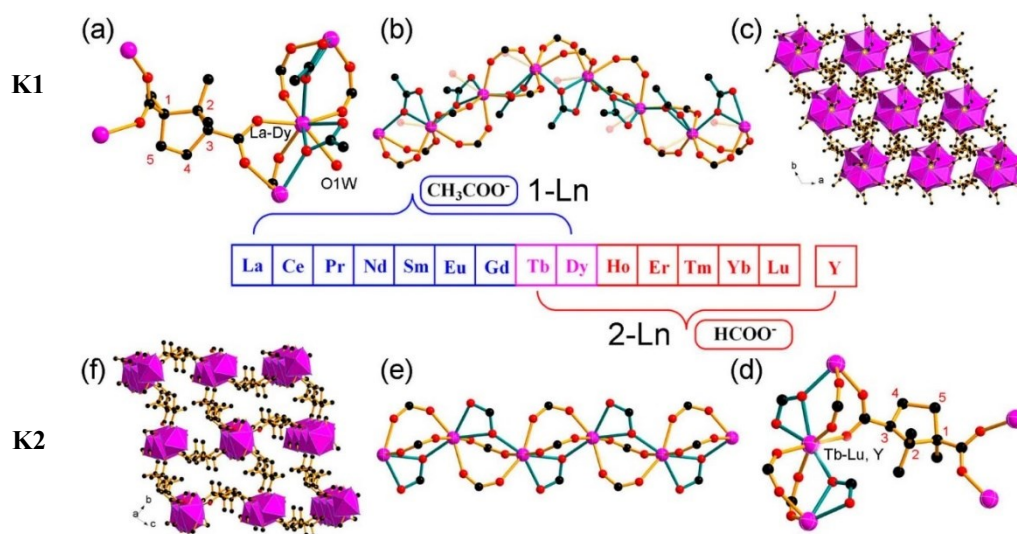 K1
(a)
(b)
(c)
1
2
3
4
5
La-Dy
O1W
b
a
CH₃COO⁻ 1-Ln
La Ce Pr Nd Sm Eu Gd Tb Dy Ho Er Tm Yb Lu Y
2-Ln HCOO⁻
K2
(f)
(e)
(d)
b
a
c
4
5
3
1
2
Tb-Lu, Y